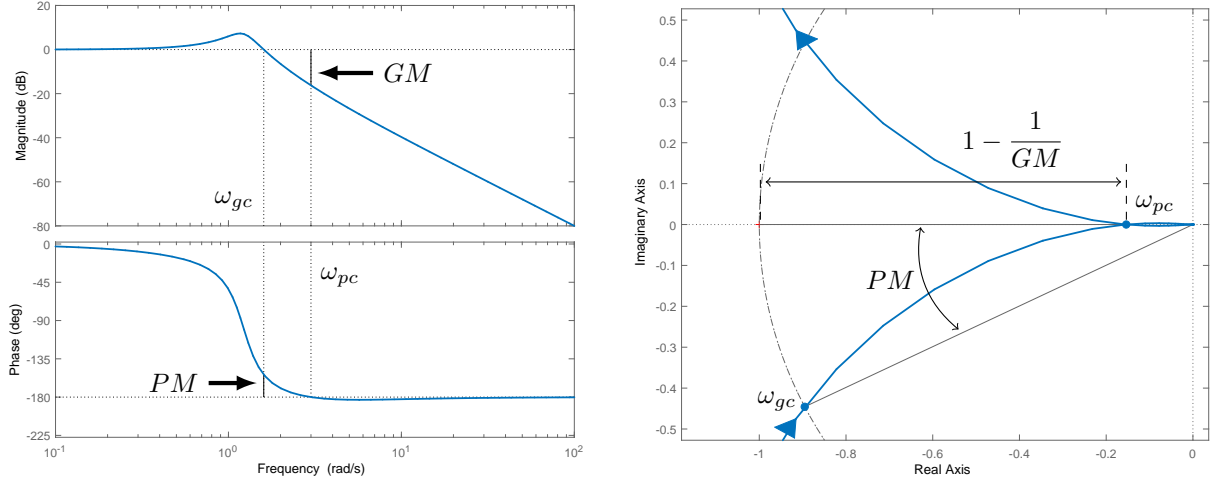 20
0
-20
-40
-60
-80
Magnitude (dB)
GM
ω_gc
0
-45
-90
-135
-180
-225
Phase (deg)
ω_pc
PM
10^-1
10^0
10^1
10^2
Frequency (rad/s)
0.5
0.4
0.3
0.2
0.1
0
-0.1
-0.2
-0.3
-0.4
-0.5
Imaginary Axis
1 - 1/GM
ω_pc
PM
ω_gc
-1
-0.8
-0.6
-0.4
-0.2
0
Real Axis